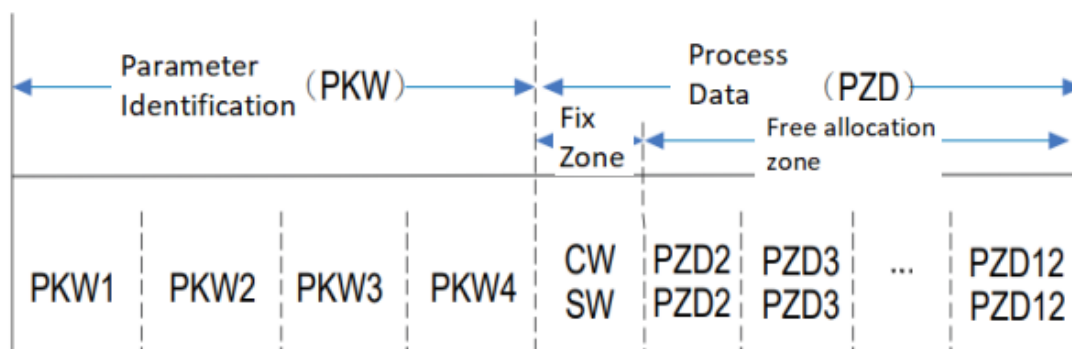 Parameter
Identification（PKW）
Process
Data （PZD）
Fix
Zone
Free allocation
zone
PKW1 PKW2 PKW3 PKW4 CW PZD2 PZD3 ... PZD12
SW PZD2 PZD3 PZD12